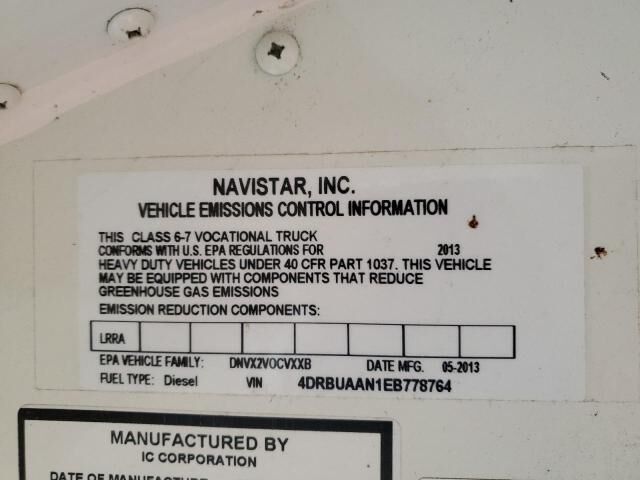 NAVISTAR, INC.
VEHICLE EMISSIONS CONTROL INFORMATION
THIS CLASS 6-7 VOCATIONAL TRUCK
CONFORMS WITH U.S. EPA REGULATIONS FOR 2013
HEAVY DUTY VEHICLES UNDER 40 CFR PART 1037. THIS VEHICLE
MAY BE EQUIPPED WITH COMPONENTS THAT REDUCE
GREENHOUSE GAS EMISSIONS
EMISSION REDUCTION COMPONENTS:
LRRA
EPA VEHICLE FAMILY: DNVX2VOCVXXB DATE MFG. 05-2013
FUEL TYPE: Diesel VIN 4DRBUAAN1EB778764
MANUFACTURED BY
IC CORPORATION
DATE OF MANUFACTURE